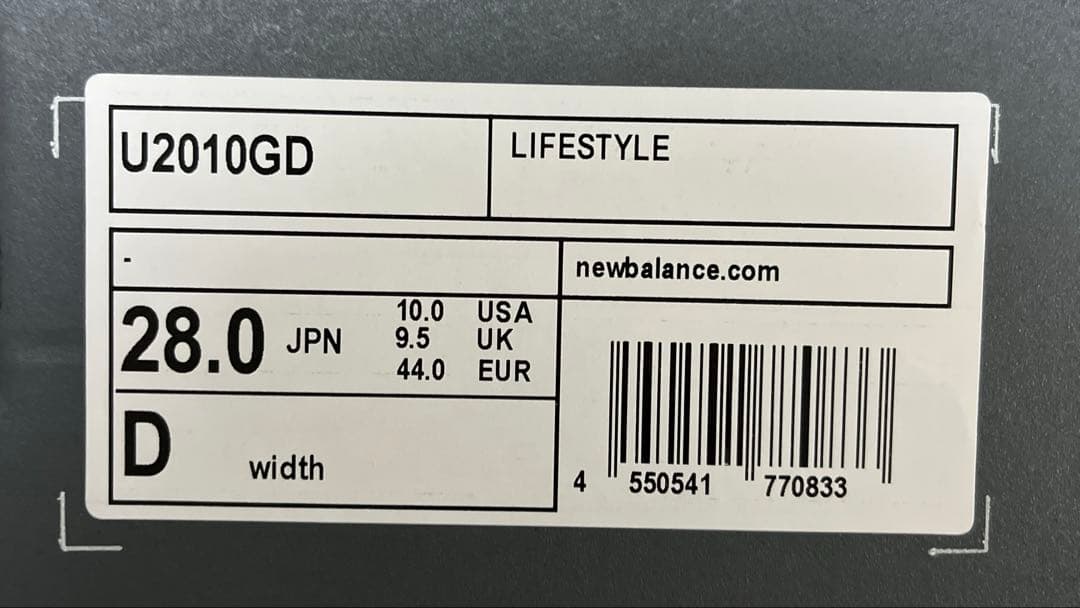 U2010GD
LIFESTYLE
-
newbalance.com
28.0 JPN
10.0 USA
9.5 UK
44.0 EUR
D width
4 550541 770833